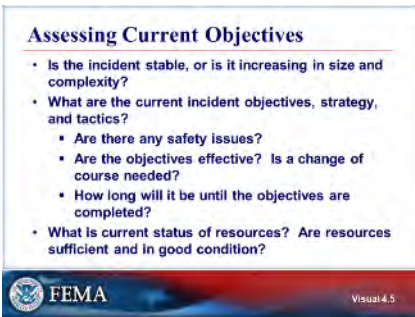 Assessing Current Objectives
• Is the incident stable, or is it increasing in size and
complexity?
• What are the current incident objectives, strategy,
and tactics?
▪ Are there any safety issues?
▪ Are the objectives effective? Is a change of
course needed?
▪ How long will it be until the objectives are
completed?
• What is current status of resources? Are resources
sufficient and in good condition?
FEMA
Visual 4.5